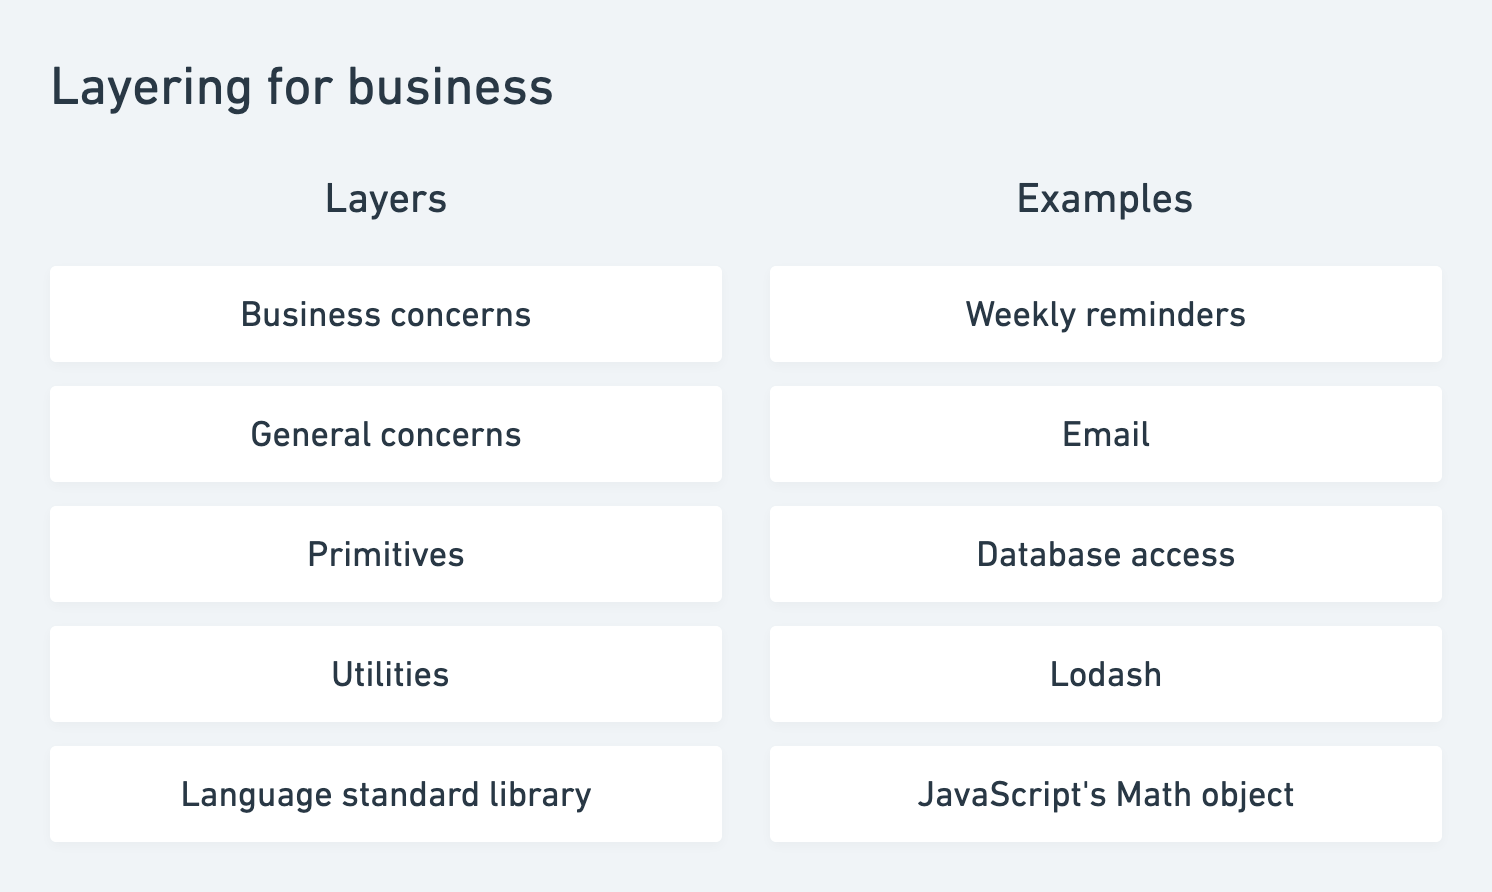 Layering for business
Layers
Examples
Business concerns
Weekly reminders
General concerns
Email
Primitives
Database access
Utilities
Lodash
Language standard library
JavaScript's Math object